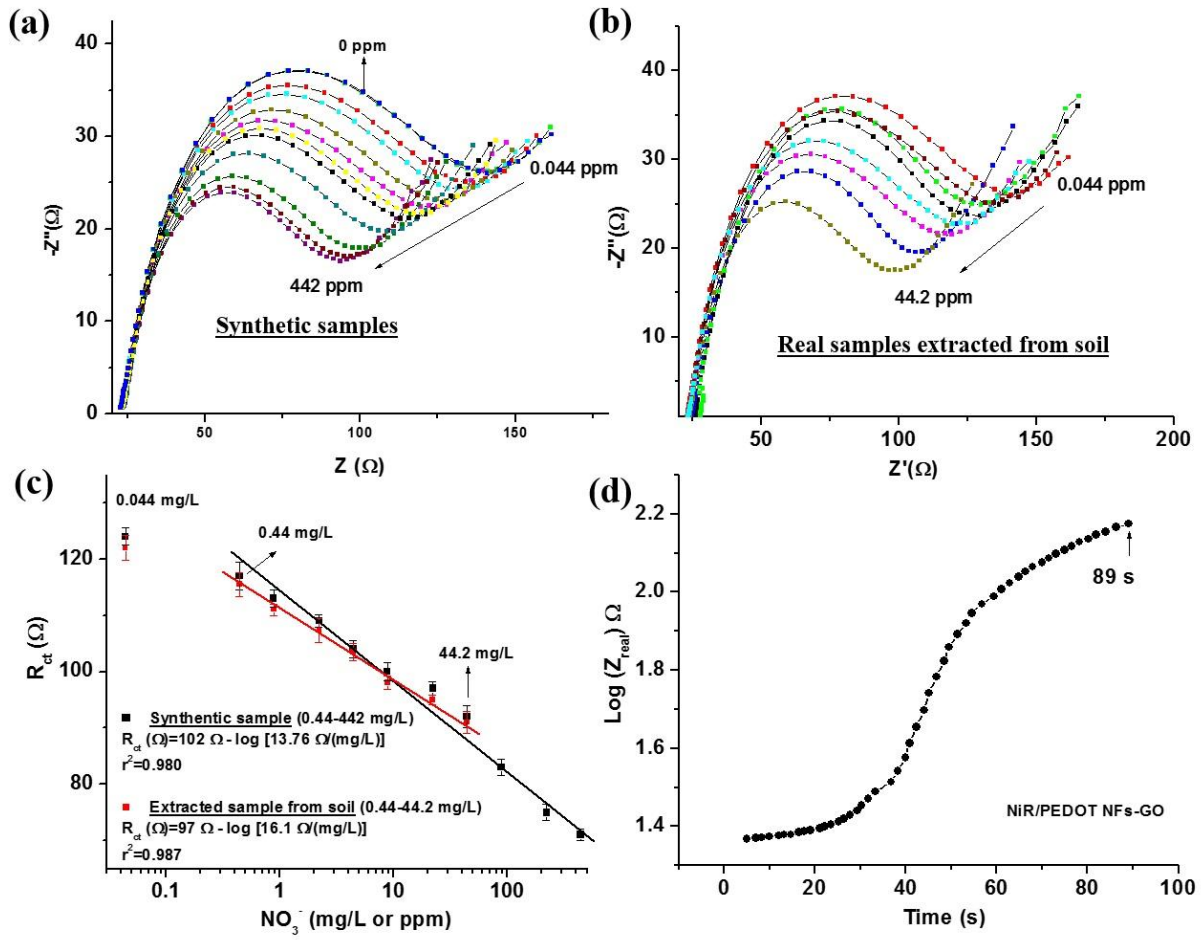 (a)
40
30
20
10
0
-Z"(Ω)
0 ppm
0.044 ppm
442 ppm
Synthetic samples
50
100
150
Z (Ω)
(b)
40
30
20
10
-Z"(Ω)
0.044 ppm
44.2 ppm
Real samples extracted from soil
50
100
150
200
Z'(Ω)
(c)
120
100
80
R_ct (Ω)
0.044 mg/L
0.44 mg/L
44.2 mg/L
Synthentic sample (0.44-442 mg/L)
R_ct (Ω)=102 Ω - log [13.76 Ω/(mg/L)]
r²=0.980
Extracted sample from soil (0.44-44.2 mg/L)
R_ct (Ω)=97 Ω - log [16.1 Ω/(mg/L)]
r²=0.987
0.1
1
10
100
NO₃⁻ (mg/L or ppm)
(d)
2.2
2.0
1.8
1.6
1.4
Log (Z_real) Ω
89 s
NiR/PEDOT NFs-GO
0
20
40
60
80
100
Time (s)